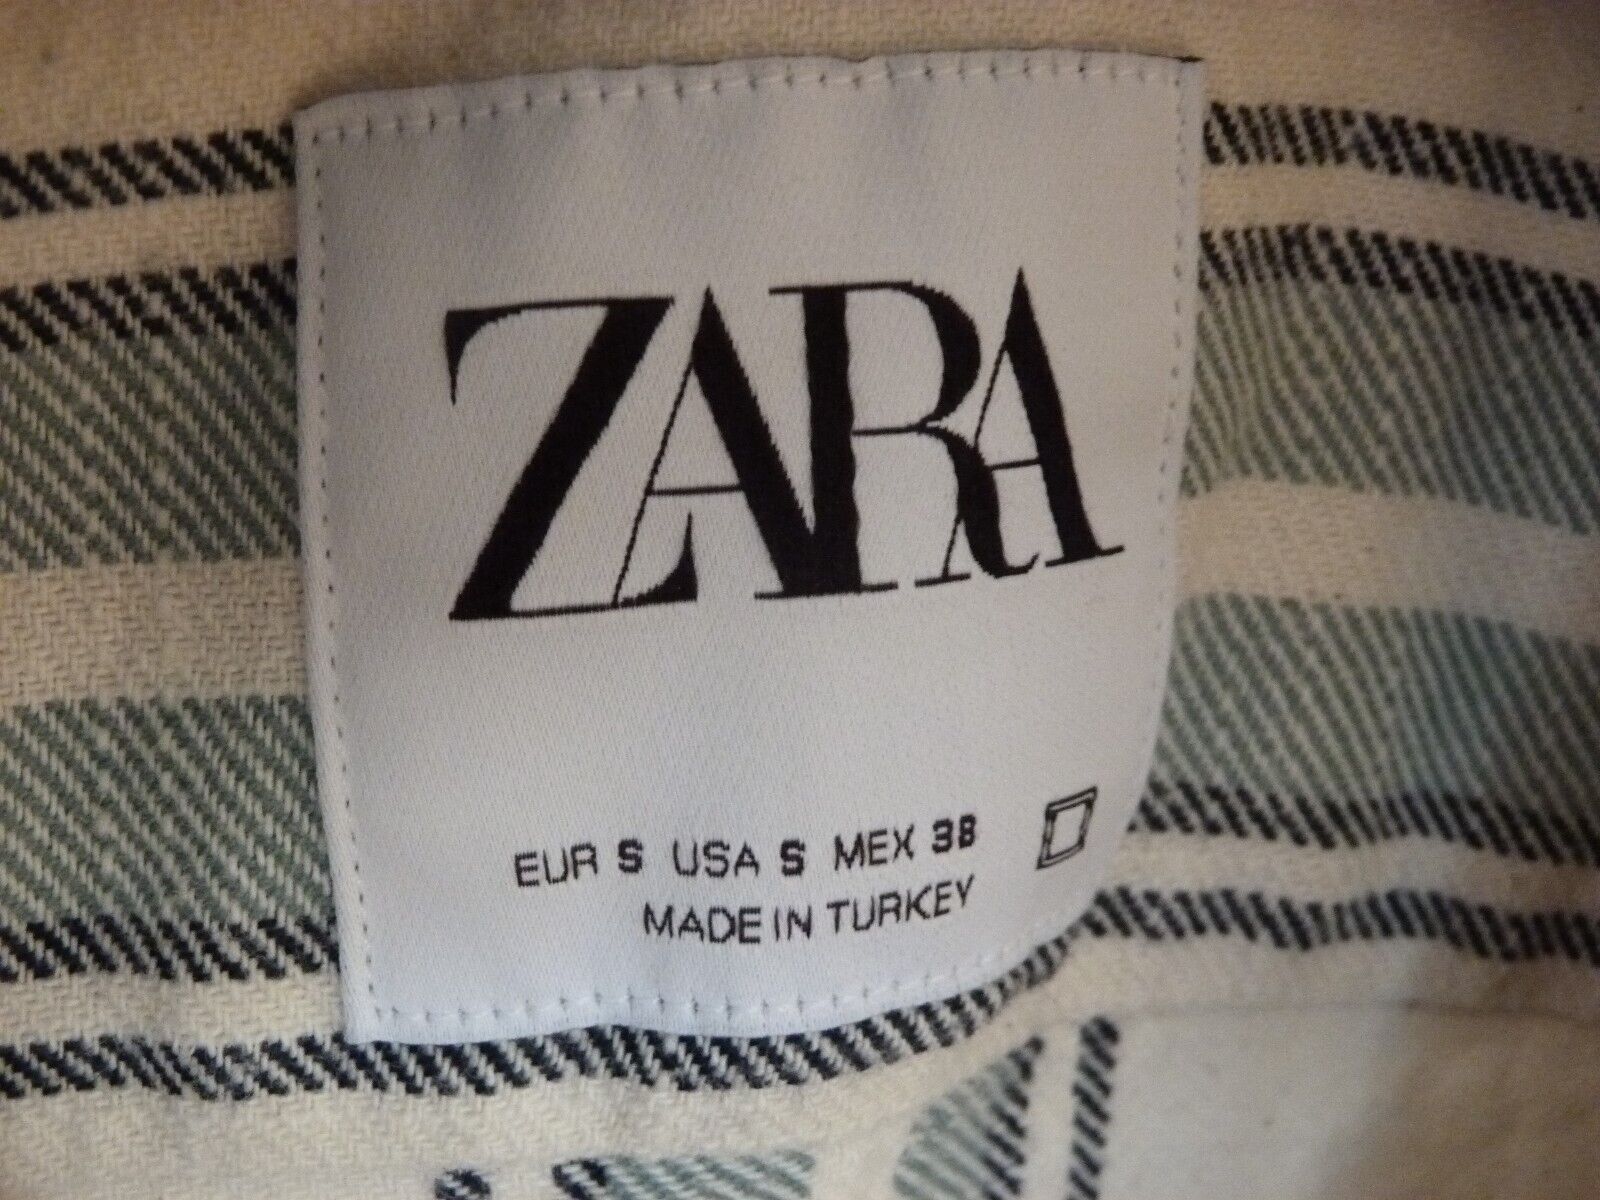 ZARA
EUR S USA S MEX 38
MADE IN TURKEY